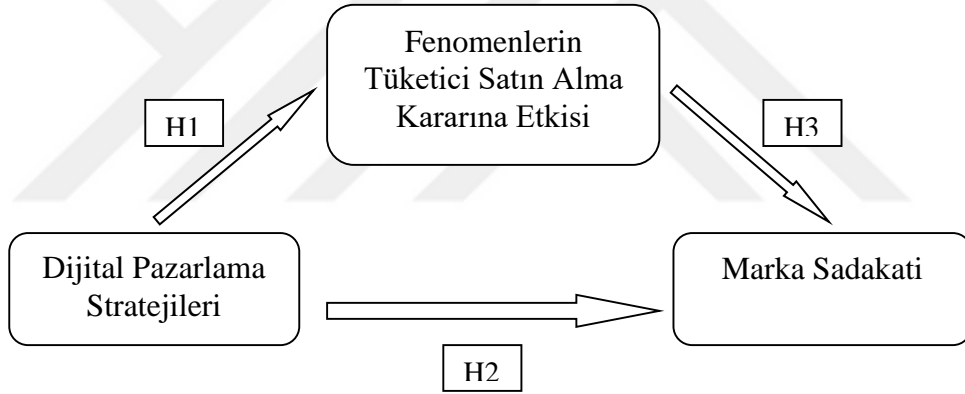 Fenomenlerin
Tüketici Satın Alma
Kararına Etkisi
H1
H3
Dijital Pazarlama
Stratejileri
Marka Sadakati
H2